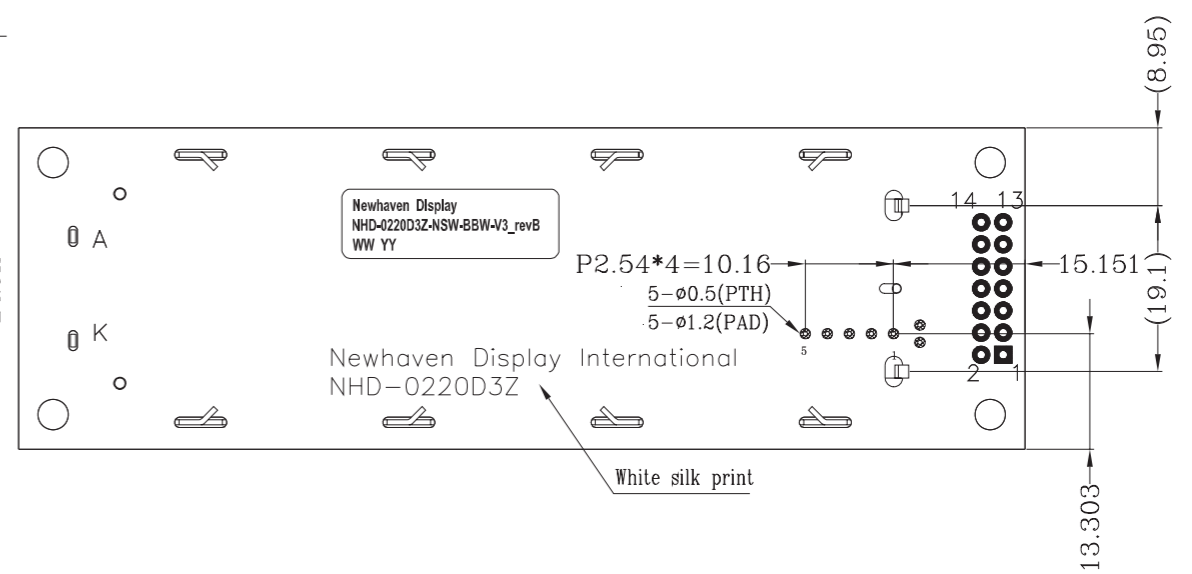 (8.95)
14 13
Newhaven DIsplay
NHD-0220D3Z-NSW-BBW-V3_revB
WW YY
A
P2.54*4=10.16
15.151
(19.1)
5-ø0.5(PTH)
5-ø1.2(PAD)
K
5
1
Newhaven Display International
NHD-0220D3Z
2 1
White silk print
13.303